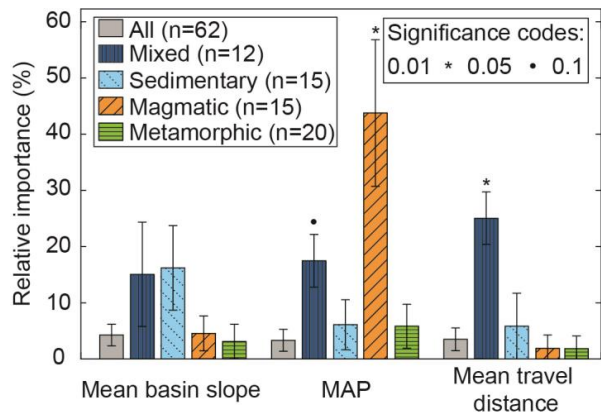 Relative importance (%)
60
50
40
30
20
10
0
All (n=62)
Mixed (n=12)
Sedimentary (n=15)
Magmatic (n=15)
Metamorphic (n=20)
Significance codes:
0.01 * 0.05 • 0.1
•
*
*
Mean basin slope
MAP
Mean travel
distance